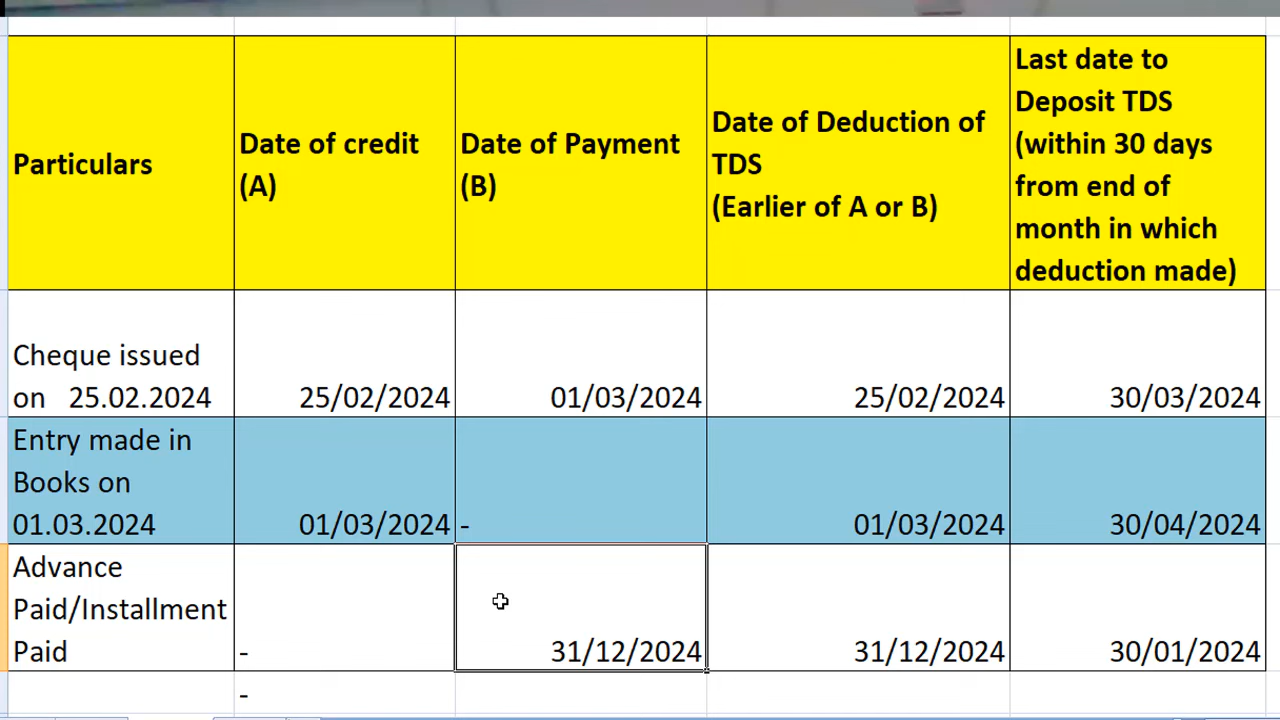 Particulars
Date of credit
(A)
Date of Payment
(B)
Date of Deduction of
TDS
(Earlier of A or B)
Last date to
Deposit TDS
(within 30 days
from end of
month in which
deduction made)
Cheque issued
on 25.02.2024
25/02/2024
01/03/2024
25/02/2024
30/03/2024
Entry made in
Books on
01.03.2024
01/03/2024
-
01/03/2024
30/04/2024
Advance
Paid/Installment
Paid
-
31/12/2024
31/12/2024
30/01/2024
-